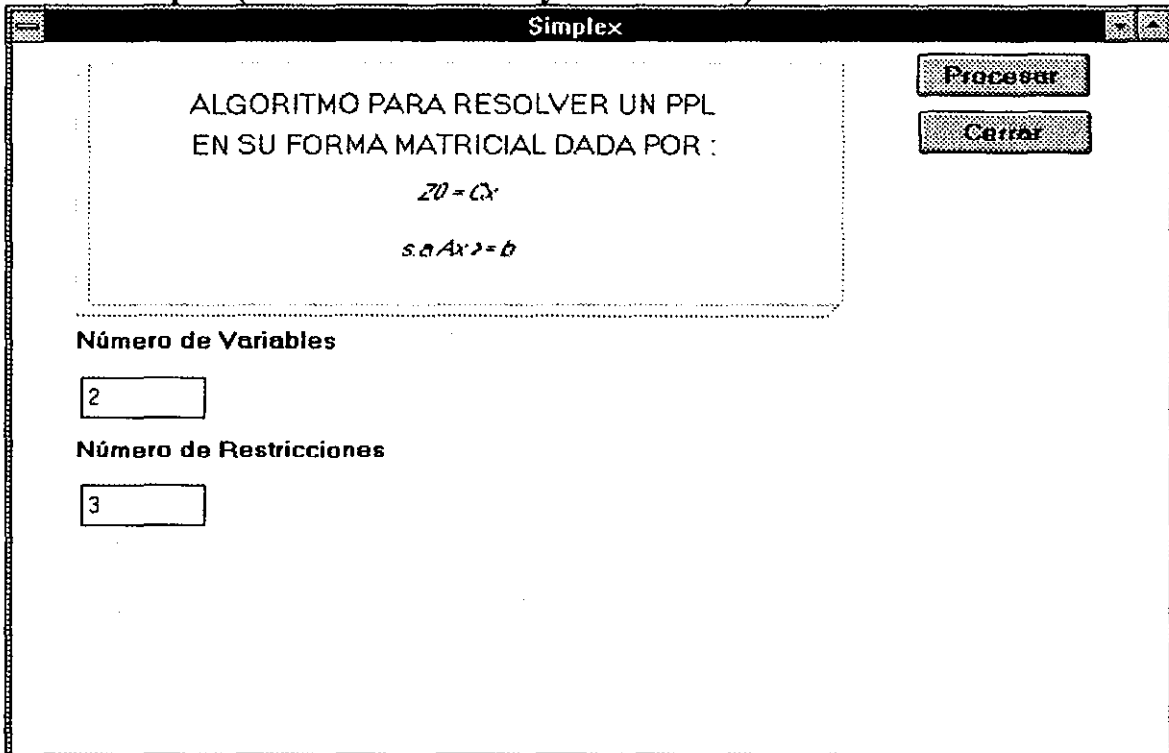 Simplex
Procesar
Cerrar
ALGORITMO PARA RESOLVER UN PPL
EN SU FORMA MATRICIAL DADA POR :
Z0 = Cx
s.a Ax >= b
Número de Variables
2
Número de Restricciones
3